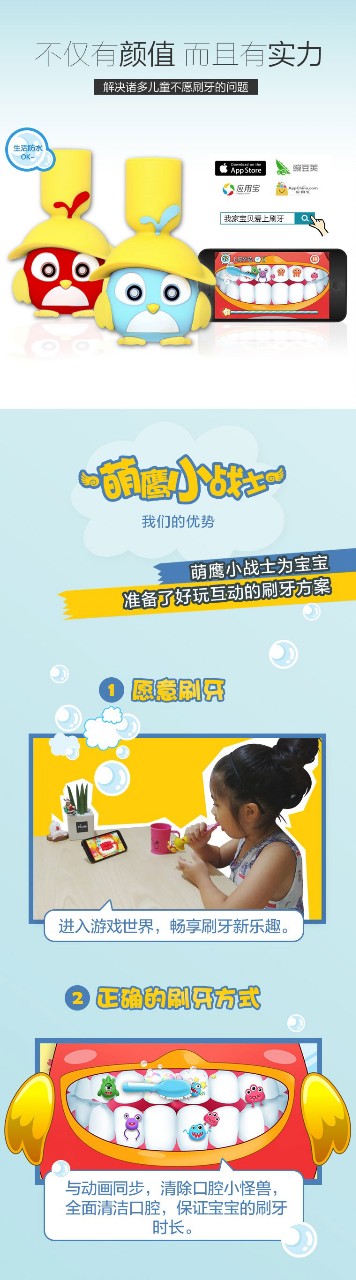 不仅有颜值 而且有实力
解决诸多儿童不愿刷牙的问题
生活防水
OK~
Download on the
App Store
豌豆荚
应用宝
AppChina.com
我家宝贝爱上刷牙
萌鹰小战士
我们的优势
萌鹰小战士为宝宝
准备了好玩互动的刷牙方案
1 愿意刷牙
进入游戏世界，畅享刷牙新乐趣。
2 正确的刷牙方式
与动画同步，清除口腔小怪兽，
全面清洁口腔，保证宝宝的刷牙
时长。